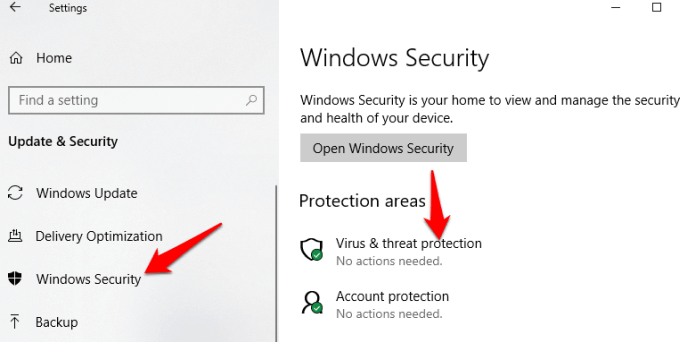 Settings
Home
Find a setting
Update & Security
Windows Update
Delivery Optimization
Windows Security
Backup
Windows Security
Windows Security is your home to view and manage the security
and health of your device.
Open Windows Security
Protection areas
Virus & threat protection
No actions needed.
Account protection
No actions needed.